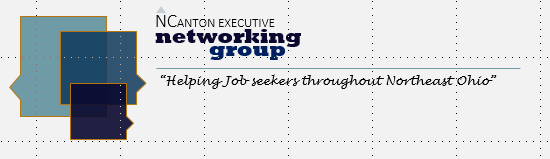 NCANTON EXECUTIVE
networking
group
“Helping Job seekers throughout Northeast Ohio”